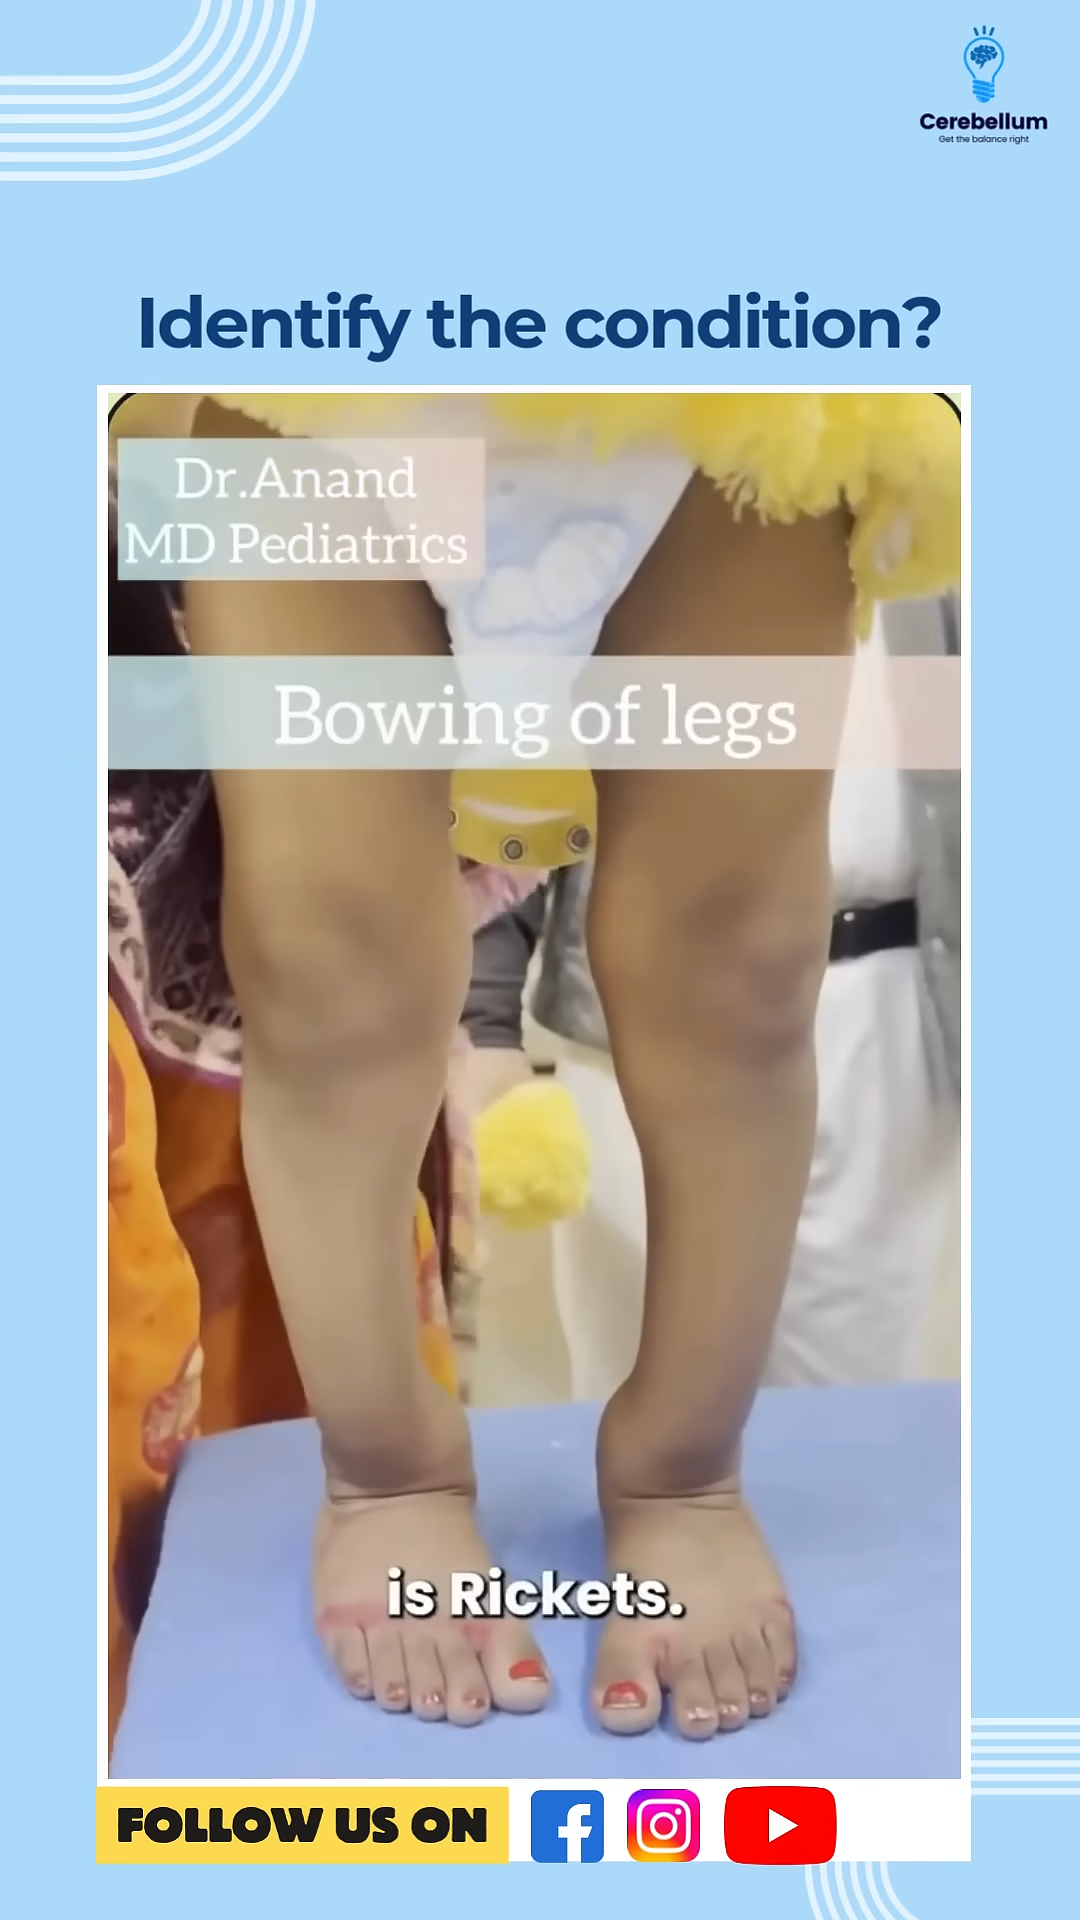 Cerebellum
Get the balance right
Identify the condition?
Dr.Anand
MD Pediatrics
Bowing of legs
is Rickets.
FOLLOW US ON